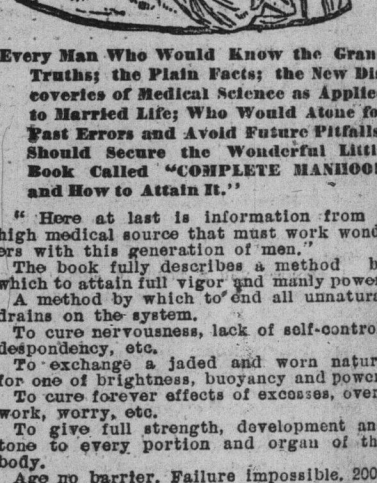 Every Man Who Would Know the Gran
Truths; the Plain Facts; the New Dis
coveries of Medical Science as Applie
to Married Life; Who Would Atone fo
Past Errors and Avoid Future Pitfalls
Should Secure the Wonderful Littl
Book Called "COMPLETE MANHOOD
and How to Attain It."
" Here at last is information from
high medical source that must work wond
ers with this generation of men."
The book fully describes a method b
which to attain full vigor and manly power
A method by which to end all unnatura
drains on the system.
To cure nervousness, lack of self-contro
despondency, etc.
To exchange a jaded and worn natur
for one of brightness, buoyancy and power
To cure forever effects of excesses, over
work, worry, etc.
To give full strength, development an
tone to every portion and organ of th
body.
Age no barrier. Failure impossible. 200